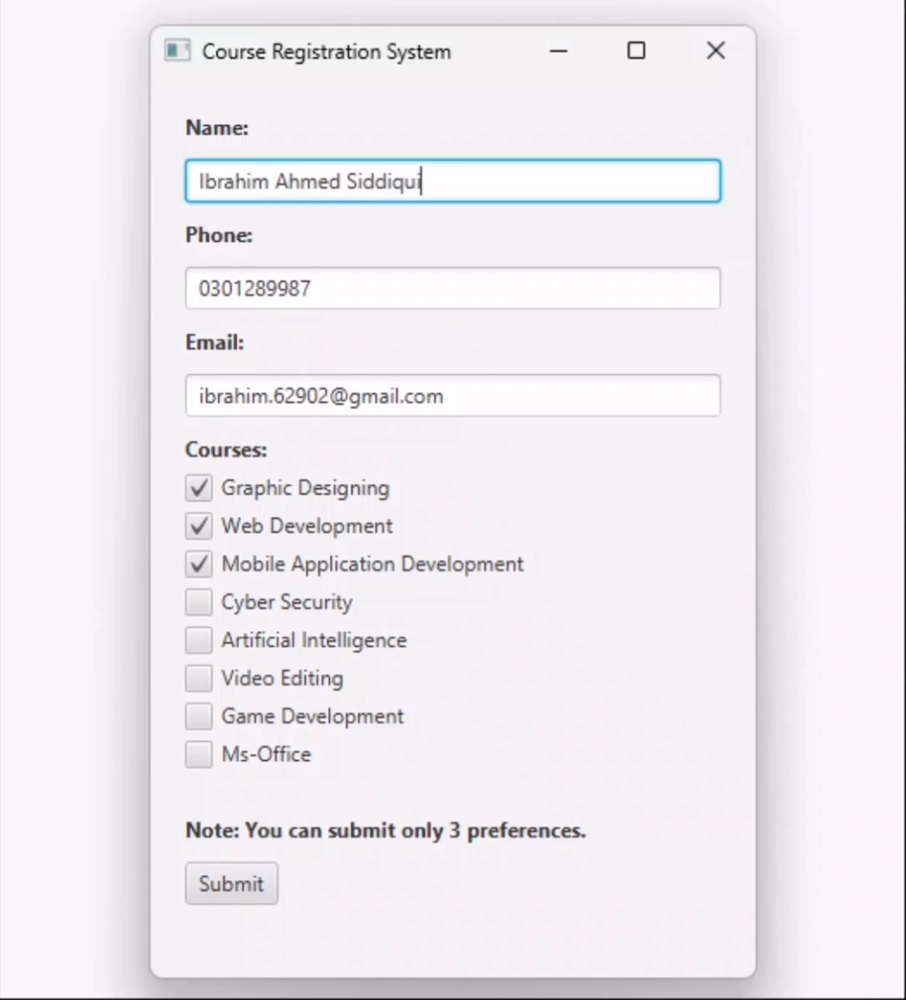 Course Registration System
Name:
Ibrahim Ahmed Siddiqui
Phone:
0301289987
Email:
ibrahim.62902@gmail.com
Courses:
Graphic Designing
Web Development
Mobile Application Development
Cyber Security
Artificial Intelligence
Video Editing
Game Development
Ms-Office
Note: You can submit only 3 preferences.
Submit